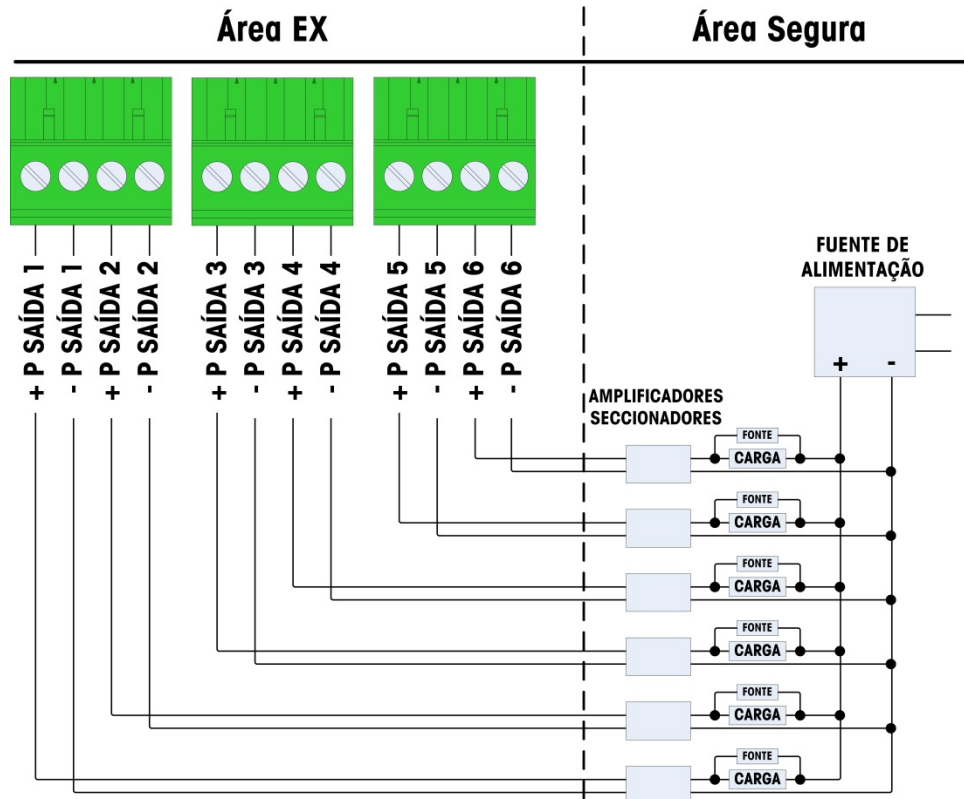 Área EX
Área Segura
+ P SAÍDA 1
- P SAÍDA 1
+ P SAÍDA 2
- P SAÍDA 2
+ P SAÍDA 3
- P SAÍDA 3
+ P SAÍDA 4
- P SAÍDA 4
+ P SAÍDA 5
- P SAÍDA 5
+ P SAÍDA 6
- P SAÍDA 6
FUENTE DE
ALIMENTAÇÃO
+ -
AMPLIFICADORES
SECCIONADORES
FONTE
CARGA
FONTE
CARGA
FONTE
CARGA
FONTE
CARGA
FONTE
CARGA
FONTE
CARGA